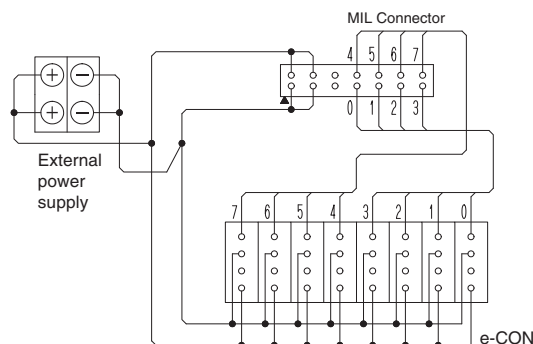 MIL Connector
4 5 6 7
+ −
+ −
0 1 2 3
External
power
supply
7 6 5 4 3 2 1 0
e-CON